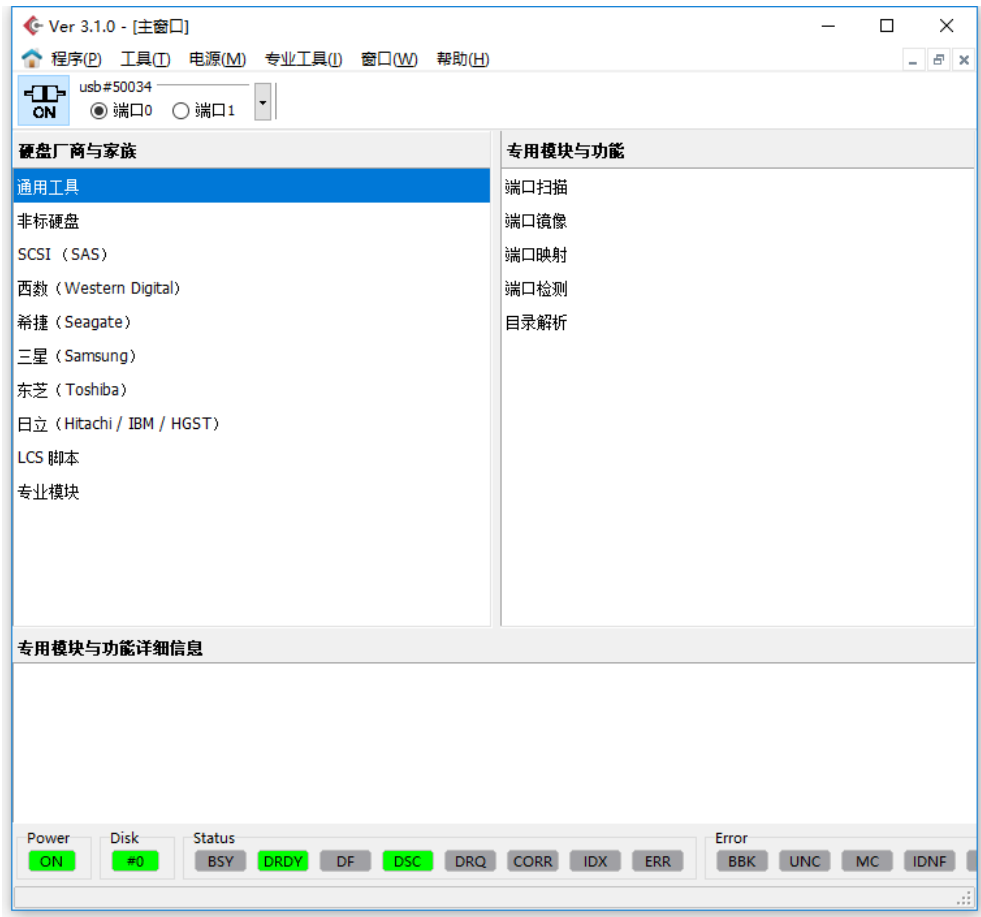 Ver 3.1.0 - [主窗口]
程序(P) 工具(T) 电源(M) 专业工具(I) 窗口(W) 帮助(H)
usb#50034
ON 端口0 端口1
硬盘厂商与家族 专用模块与功能
通用工具 端口扫描
非标硬盘 端口镜像
SCSI （SAS） 端口映射
西数（Western Digital） 端口检测
希捷（Seagate） 目录解析
三星（Samsung）
东芝（Toshiba）
日立（Hitachi / IBM / HGST）
LCS 脚本
专业模块
专用模块与功能详细信息
Power Disk Status Error
ON #0 BSY DRDY DF DSC DRQ CORR IDX ERR BBK UNC MC IDNF